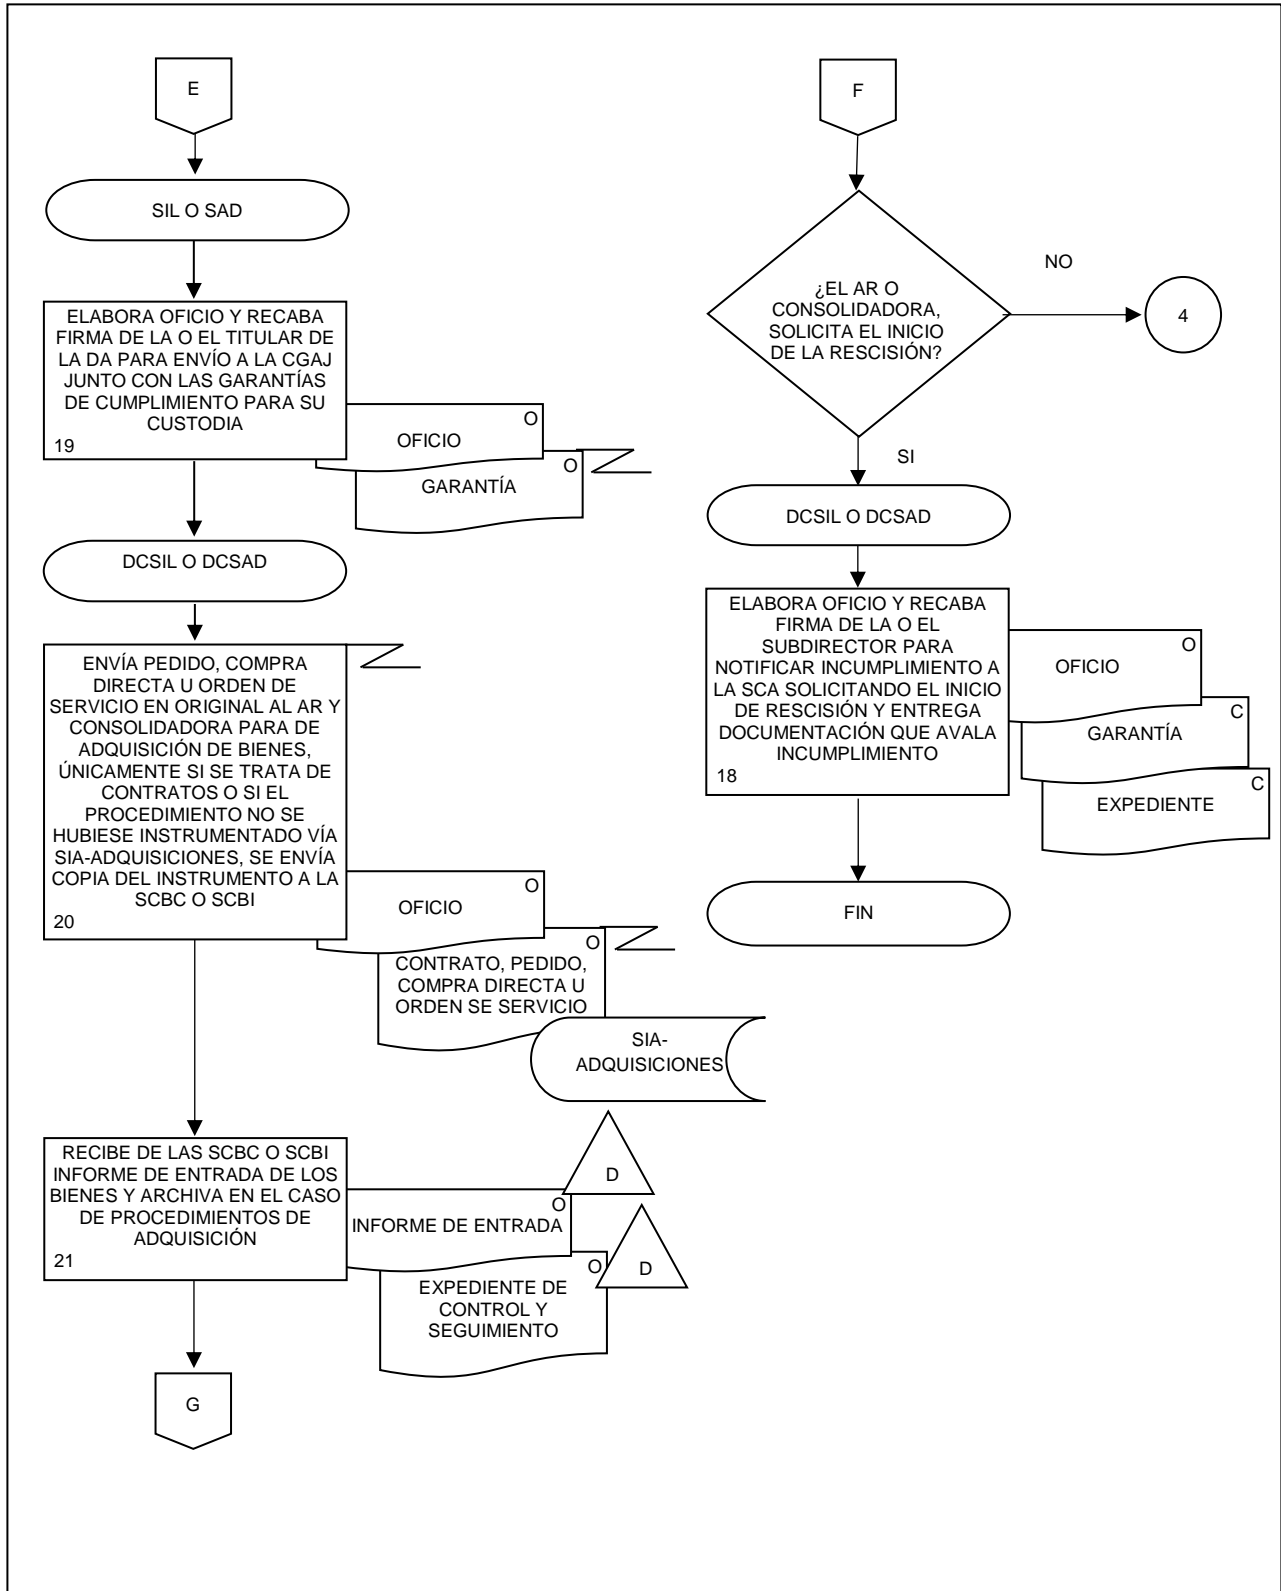 E
SIL O SAD
ELABORA OFICIO Y RECABA
FIRMA DE LA O EL TITULAR DE
LA DA PARA ENVÍO A LA CGAJ
JUNTO CON LAS GARANTÍAS
DE CUMPLIMIENTO PARA SU
CUSTODIA
19
O
OFICIO
O
GARANTÍA
DCSIL O DCSAD
ENVÍA PEDIDO, COMPRA
DIRECTA U ORDEN DE
SERVICIO EN ORIGINAL AL AR Y
CONSOLIDADORA PARA DE
ADQUISICIÓN DE BIENES,
ÚNICAMENTE SI SE TRATA DE
CONTRATOS O SI EL
PROCEDIMIENTO NO SE
HUBIESE INSTRUMENTADO VÍA
SIA-ADQUISICIONES, SE ENVÍA
COPIA DEL INSTRUMENTO A LA
SCBC O SCBI
20
O
OFICIO
O
CONTRATO, PEDIDO,
COMPRA DIRECTA U
ORDEN SE SERVICIO
SIA-
ADQUISICIONES
RECIBE DE LAS SCBC O SCBI
INFORME DE ENTRADA DE LOS
BIENES Y ARCHIVA EN EL CASO
DE PROCEDIMIENTOS DE
ADQUISICIÓN
21
O
INFORME DE ENTRADA
D
O
EXPEDIENTE DE
CONTROL Y
SEGUIMIENTO
D
G
F
¿EL AR O
CONSOLIDADORA,
SOLICITA EL INICIO
DE LA RESCISIÓN?
NO
4
SI
DCSIL O DCSAD
ELABORA OFICIO Y RECABA
FIRMA DE LA O EL
SUBDIRECTOR PARA
NOTIFICAR INCUMPLIMIENTO A
LA SCA SOLICITANDO EL INICIO
DE RESCISIÓN Y ENTREGA
DOCUMENTACIÓN QUE AVALA
INCUMPLIMIENTO
18
O
OFICIO
C
GARANTÍA
C
EXPEDIENTE
FIN